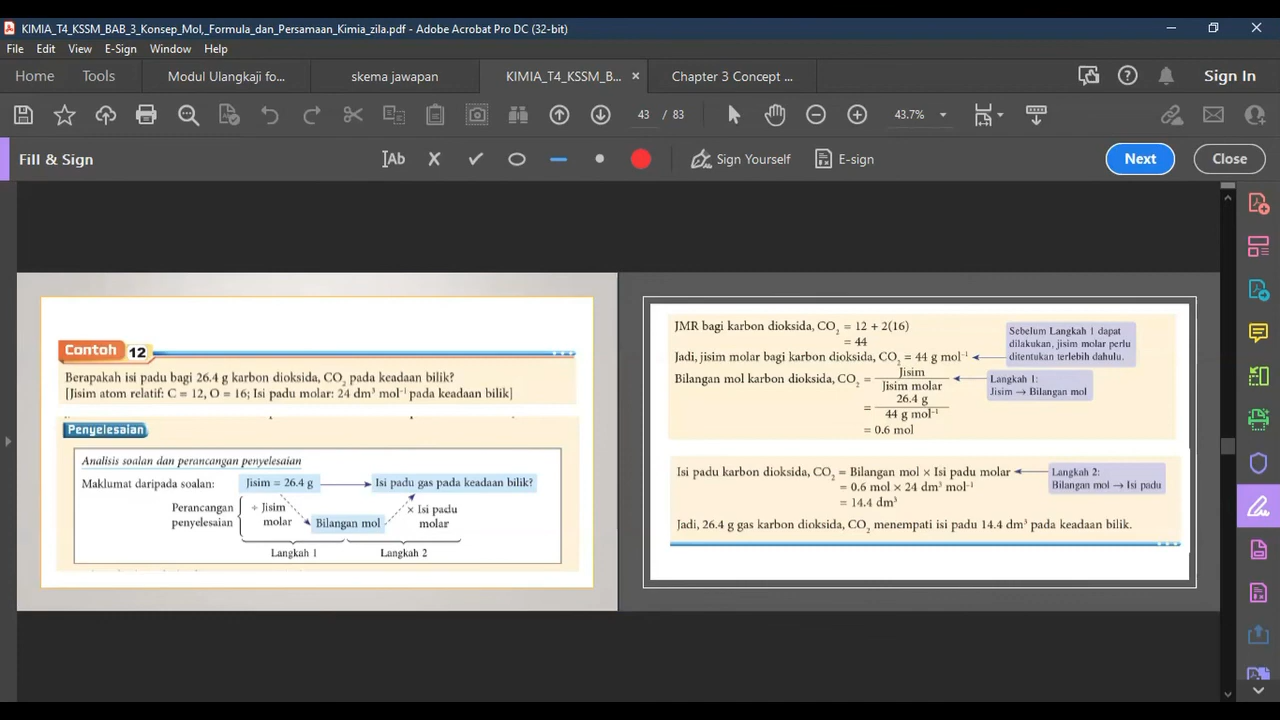 KIMIA_T4_KSSM_BAB_3_Konsep_Mol,_Formula_dan_Persamaan_Kimia_zila.pdf - Adobe Acrobat Pro DC (32-bit)
File Edit View E-Sign Window Help
Home Tools Modul Ulangkaji fo... skema jawapan KIMIA_T4_KSSM_B... × Chapter 3 Concept ... Sign In
43 / 83 43.7%
Fill & Sign Ab Sign Yourself E-sign Next Close
Contoh 12
Berapakah isi padu bagi 26.4 g karbon dioksida, CO₂ pada keadaan bilik?
[Jisim atom relatif: C = 12, O = 16; Isi padu molar: 24 dm³ mol⁻¹ pada keadaan bilik]
Penyelesaian
Analisis soalan dan perancangan penyelesaian
Maklumat daripada soalan: Jisim = 26.4 g Isi padu gas pada keadaan bilik?
Perancangan penyelesaian
÷ Jisim molar
Bilangan mol
× Isi padu molar
Langkah 1 Langkah 2
JMR bagi karbon dioksida, CO₂ = 12 + 2(16)
= 44
Sebelum Langkah 1 dapat
dilakukan, jisim molar perlu
ditentukan terlebih dahulu.
Jadi, jisim molar bagi karbon dioksida, CO₂ = 44 g mol⁻¹
Bilangan mol karbon dioksida, CO₂ = Jisim / Jisim molar
Langkah 1:
Jisim → Bilangan mol
= 26.4 g / 44 g mol⁻¹
= 0.6 mol
Isi padu karbon dioksida, CO₂ = Bilangan mol × Isi padu molar
Langkah 2:
Bilangan mol → Isi padu
= 0.6 mol × 24 dm³ mol⁻¹
= 14.4 dm³
Jadi, 26.4 g gas karbon dioksida, CO₂ menempati isi padu 14.4 dm³ pada keadaan bilik.